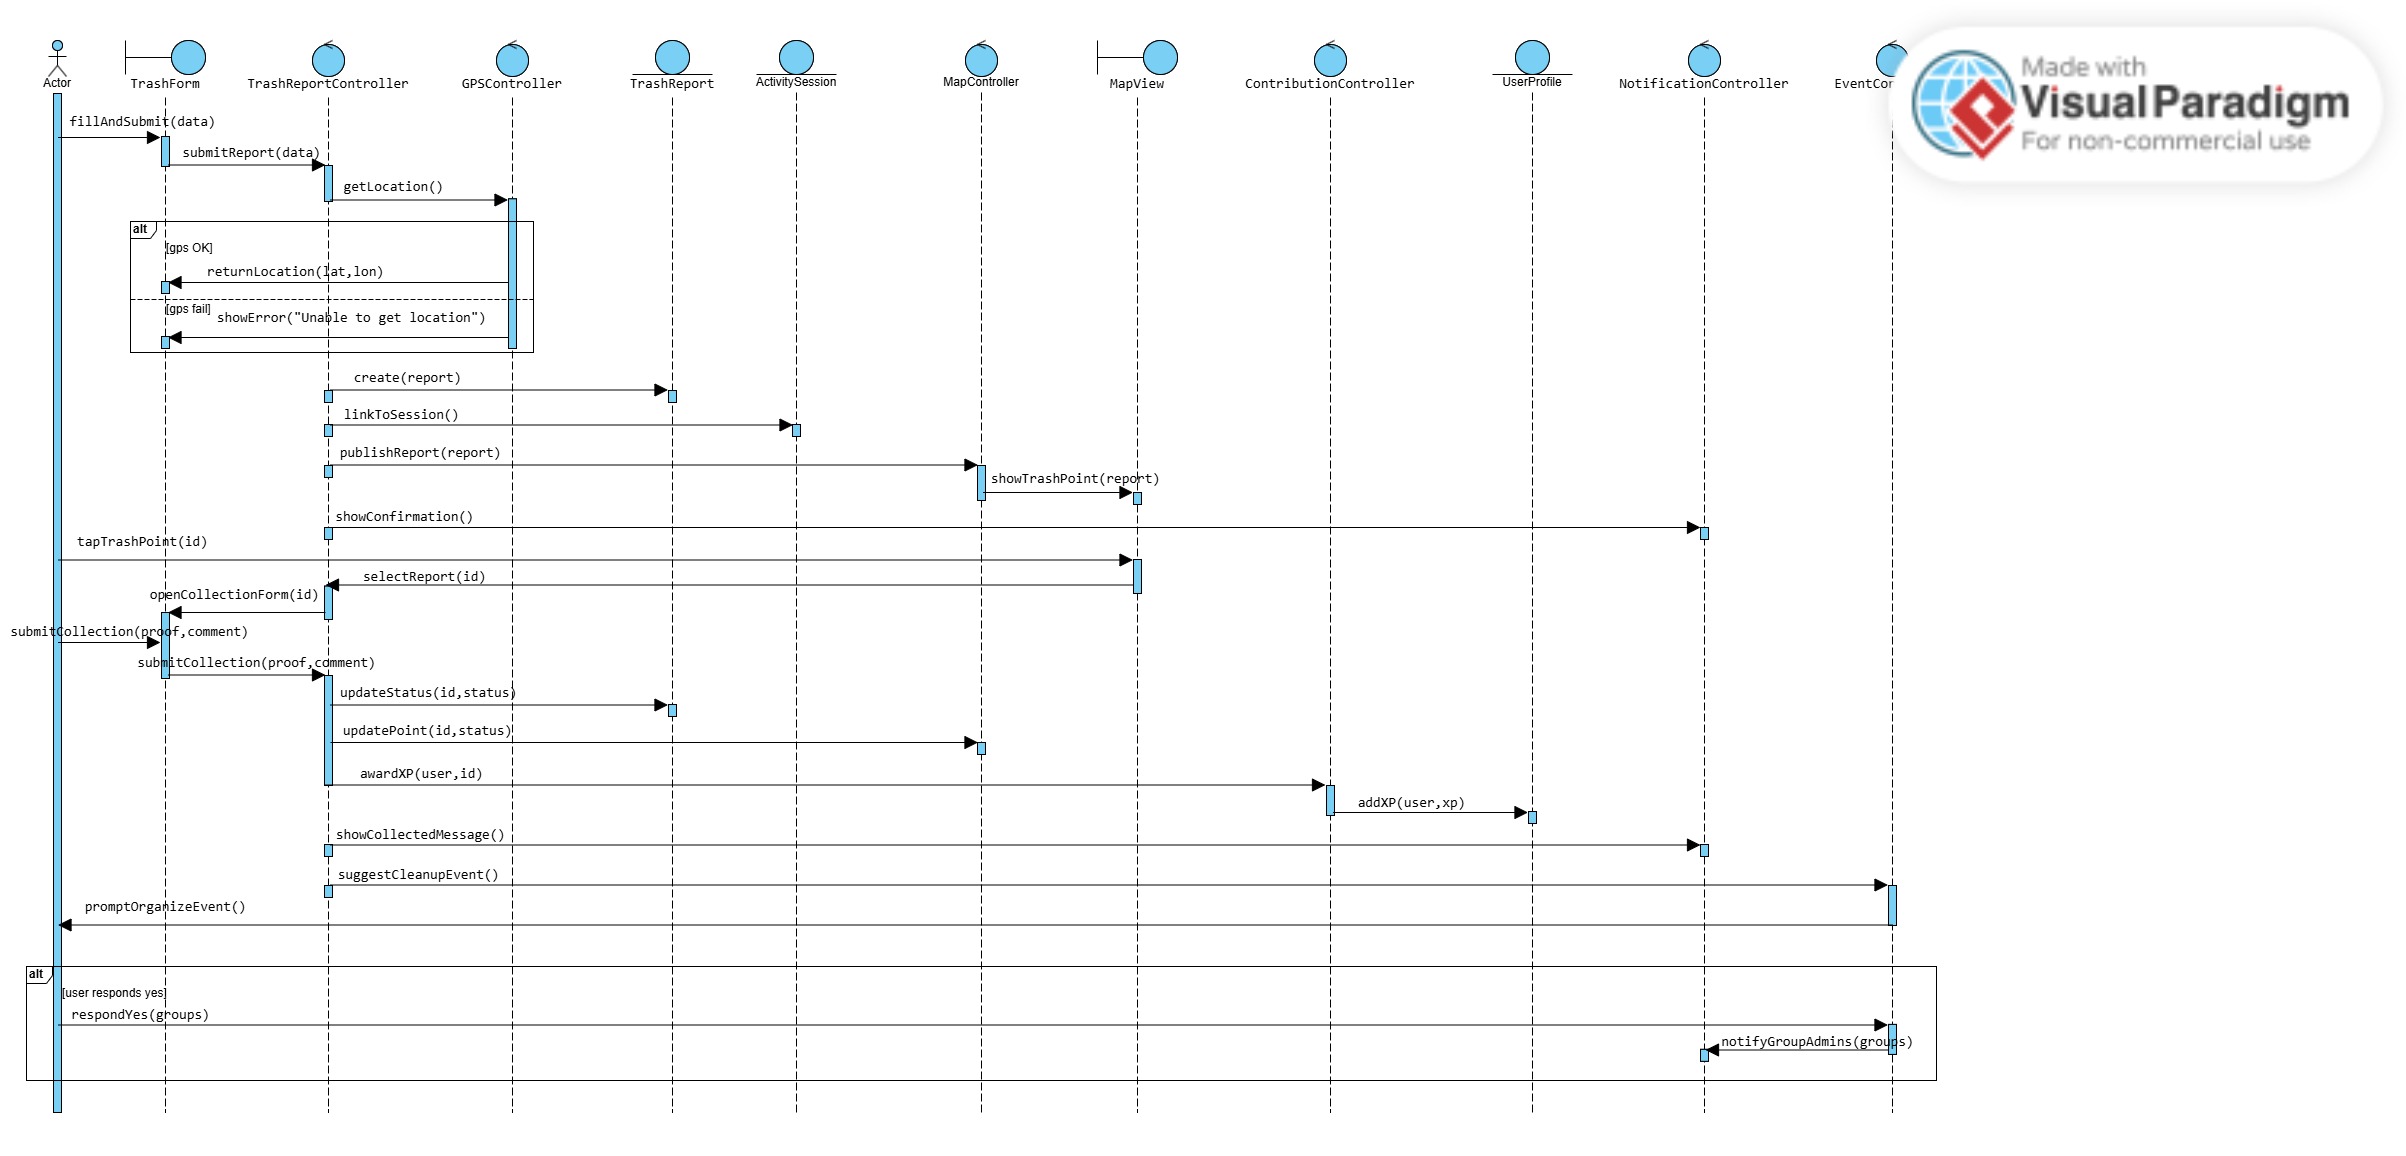 Actor
TrashForm
TrashReportController
GPSController
TrashReport
ActivitySession
MapController
MapView
ContributionController
UserProfile
NotificationController
EventCo
Made with
Visual Paradigm
For non-commercial use
fillAndSubmit(data)
submitReport(data)
getLocation()
alt
[gps OK]
returnLocation(lat,lon)
[gps fail]
showError("Unable to get location")
create(report)
linkToSession()
publishReport(report)
showTrashPoint(report)
showConfirmation()
tapTrashPoint(id)
selectReport(id)
openCollectionForm(id)
submitCollection(proof,comment)
submitCollection(proof,comment)
updateStatus(id,status)
updatePoint(id,status)
awardXP(user,id)
addXP(user,xp)
showCollectedMessage()
suggestCleanupEvent()
promptOrganizeEvent()
alt
[user responds yes]
respondYes(groups)
notifyGroupAdmins(groups)